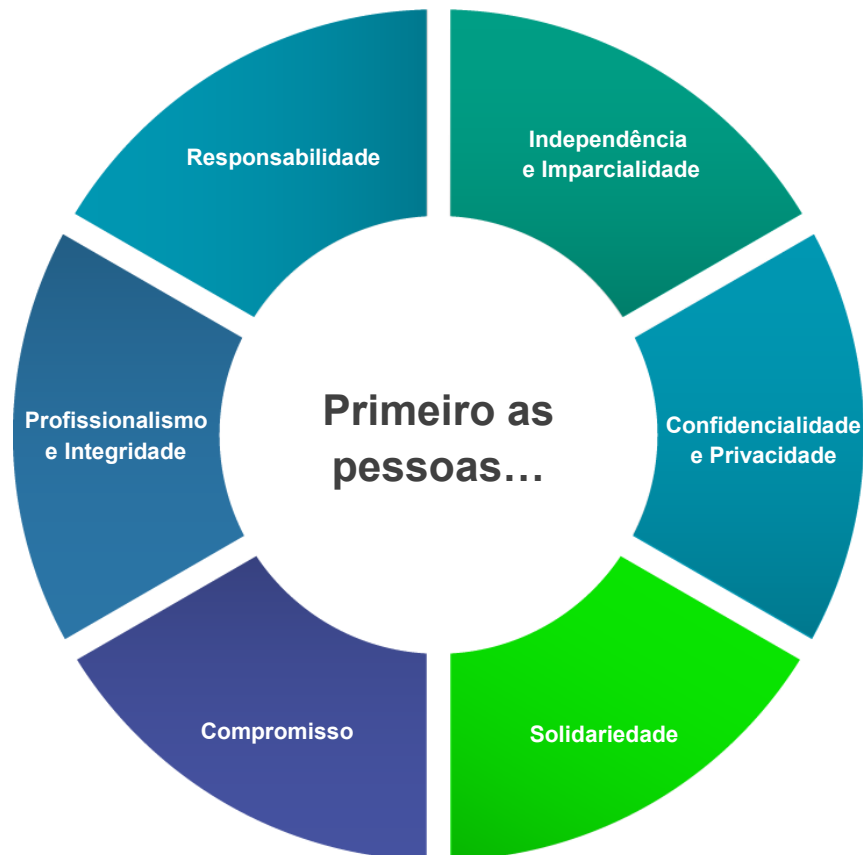 Responsabilidade
Independência
e Imparcialidade
Profissionalismo
e Integridade
Primeiro as
pessoas…
Confidencialidade
e Privacidade
Compromisso
Solidariedade